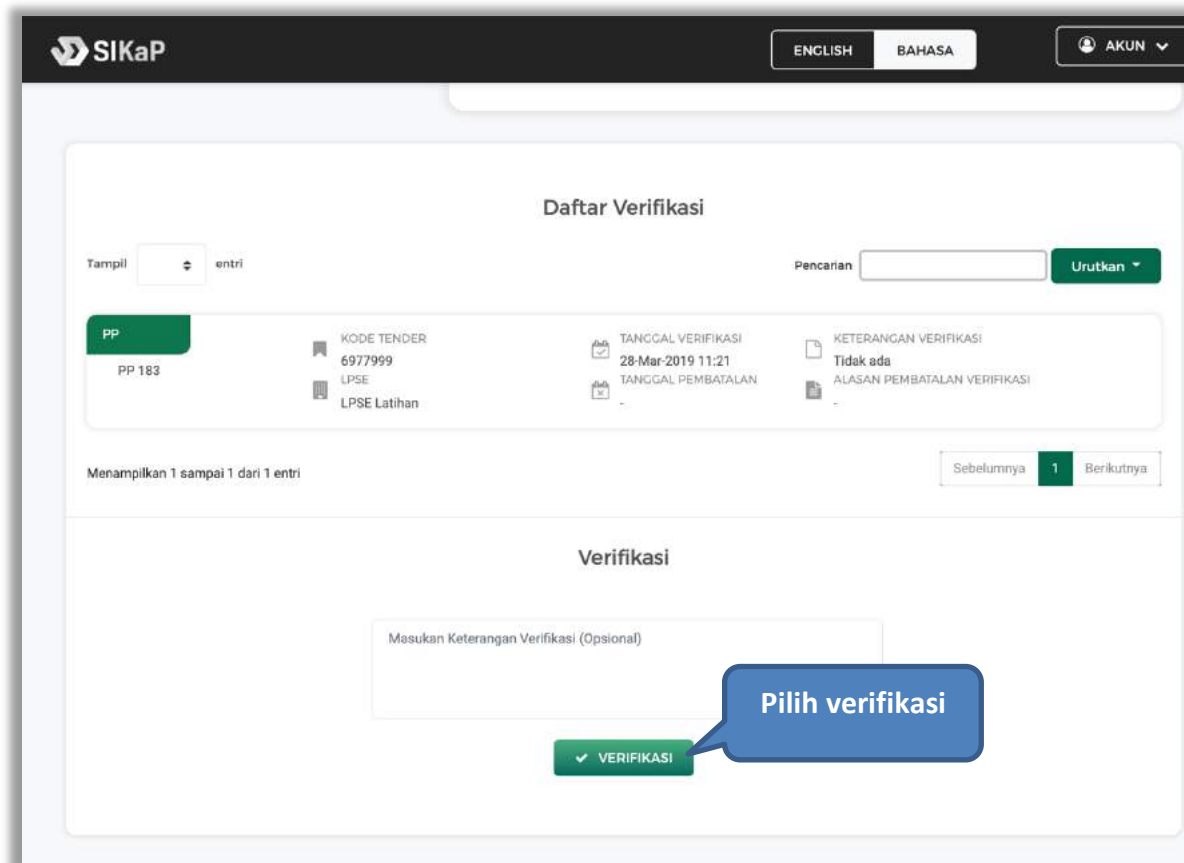 SIKaP
ENGLISH BAHASA
AKUN
Daftar Verifikasi
Tampil entri
Pencarian
Urutkan
PP
PP 183
KODE TENDER
6977999
LPSE
LPSE Latihan
TANGGAL VERIFIKASI
28-Mar-2019 11:21
TANGGAL PEMBATALAN
-
KETERANGAN VERIFIKASI
Tidak ada
ALASAN PEMBATALAN VERIFIKASI
-
Menampilkan 1 sampai 1 dari 1 entri
Sebelumnya 1 Berikutnya
Verifikasi
Masukan Keterangan Verifikasi (Opsional)
Pilih verifikasi
VERIFIKASI